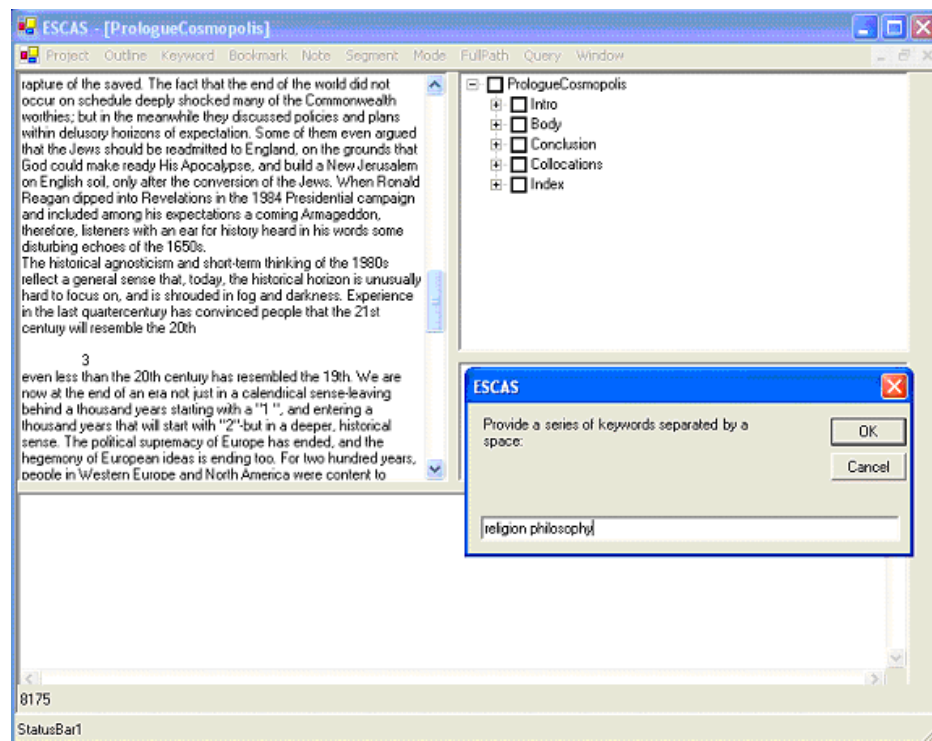 ESCAS - [PrologueCosmopolis]
Project Outline Keyword Bookmark Note Segment Mode FullPath Query Window
rapture of the saved. The fact that the end of the world did not
occur on schedule deeply shocked many of the Commonwealth
worthies; but in the meanwhile they discussed policies and plans
within delusory horizons of expectation. Some of them even argued
that the Jews should be readmitted to England, on the grounds that
God could make ready His Apocalypse, and build a New Jerusalem
on English soil, only after the conversion of the Jews. When Ronald
Reagan dipped into Revelations in the 1984 Presidential campaign
and included among his expectations a coming Armageddon,
therefore, listeners with an ear for history heard in his words some
disturbing echoes of the 1650s.
The historical agnosticism and short-term thinking of the 1980s
reflect a general sense that, today, the historical horizon is unusually
hard to focus on, and is shrouded in fog and darkness. Experience
in the last quartercentury has convinced people that the 21st
century will resemble the 20th
3
even less than the 20th century has resembled the 19th. We are
now at the end of an era not just in a calendical sense-leaving
behind a thousand years starting with a "1 ", and entering a
thousand years that will start with "2"-but in a deeper, historical
sense. The political supremacy of Europe has ended, and the
hegemony of European ideas is ending too. For two hundred years,
people in Western Europe and North America were content to
PrologueCosmopolis
Intro
Body
Conclusion
Collocations
Index
ESCAS
Provide a series of keywords separated by a
space:
OK
Cancel
religion philosophy
8175
StatusBar1